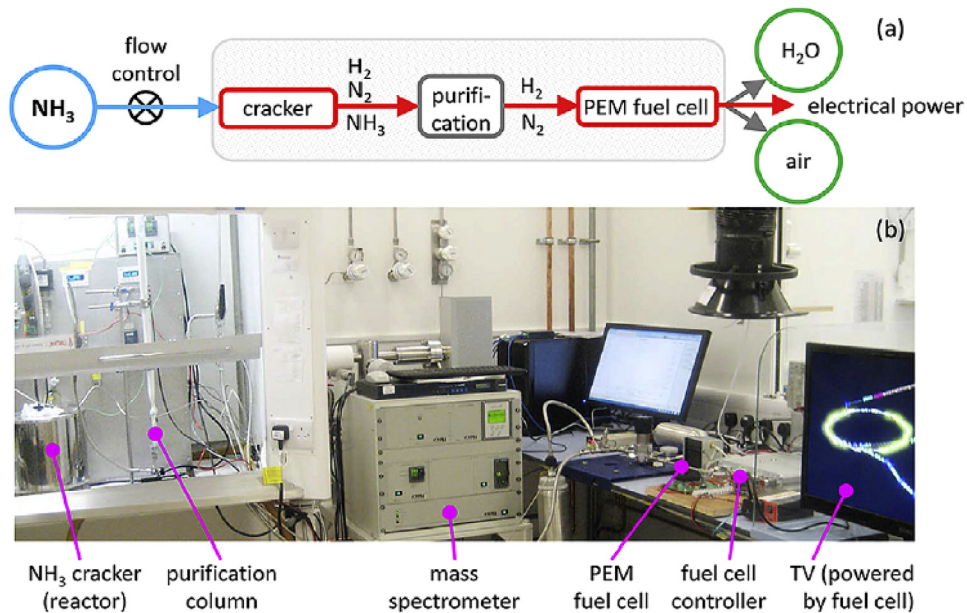 (a)
flow
control
NH₃
cracker
H₂
N₂
NH₃
purifi-
cation
H₂
N₂
PEM fuel cell
H₂O
electrical power
air
(b)
NH₃ cracker
(reactor)
purification
column
mass
spectrometer
PEM
fuel cell
fuel cell
controller
TV (powered
by fuel cell)